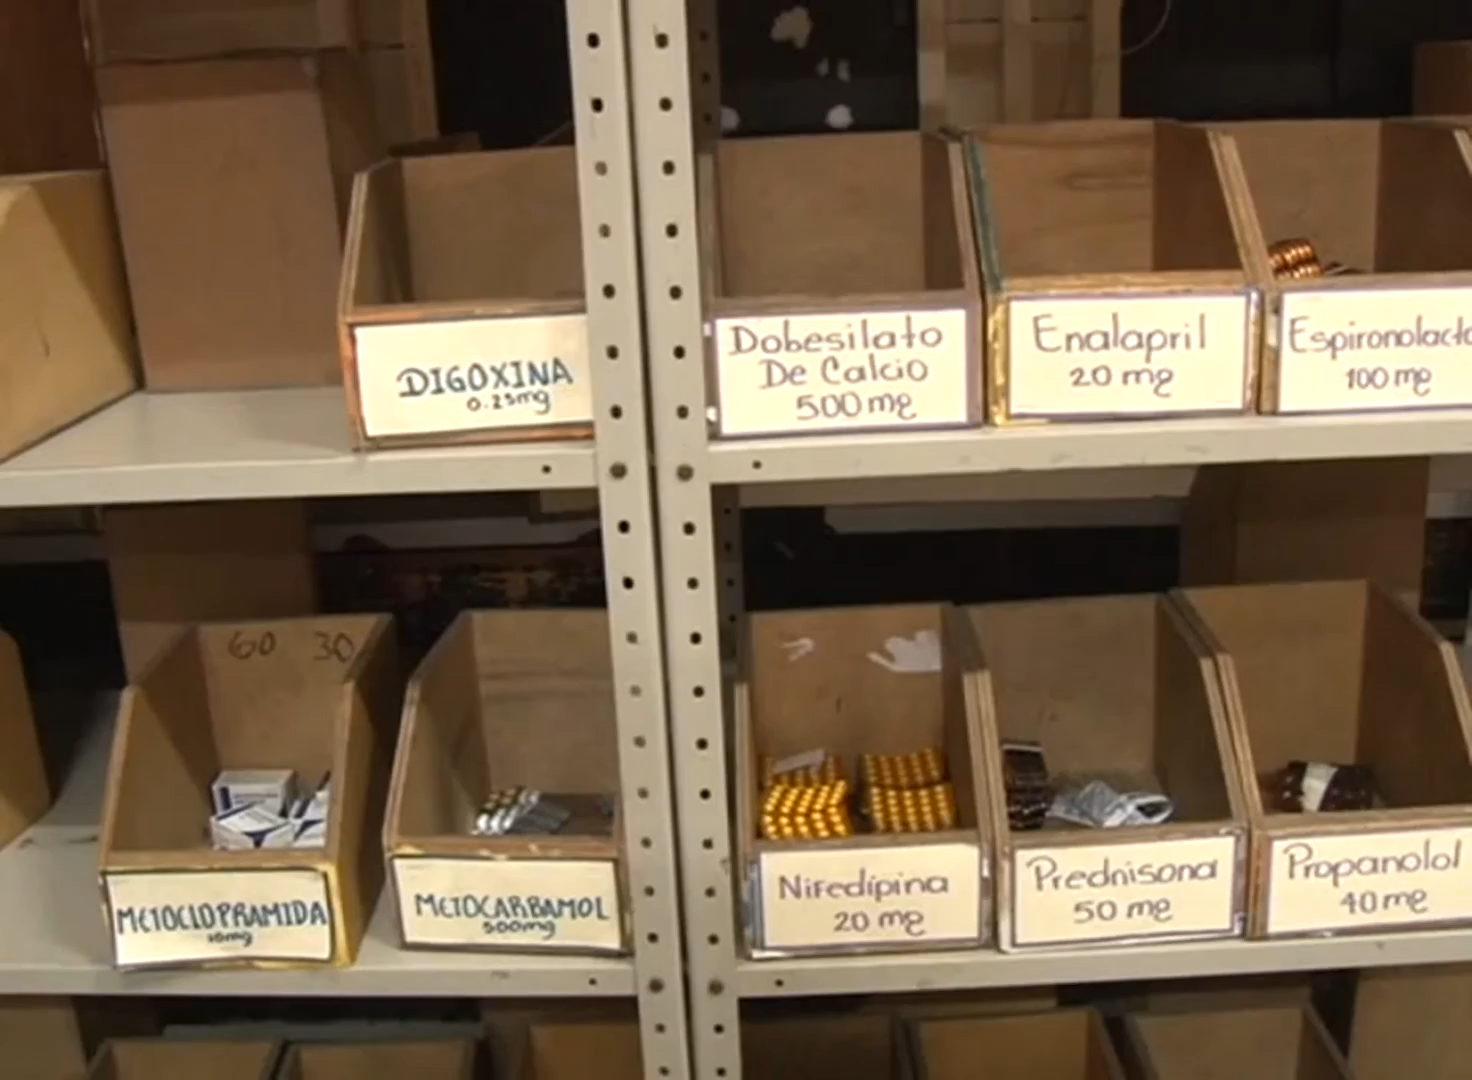 DIGOXINA
0.25mg
Dobesilato
De Calcio
500 mg
Enalapril
20 mg
Espironolacto
100 mg
60 30
METOCLOPRAMIDA
10mg
METOCARBAMOL
500mg
Nifedipina
20 mg
Prednisona
50 mg
Propanolol
40 mg